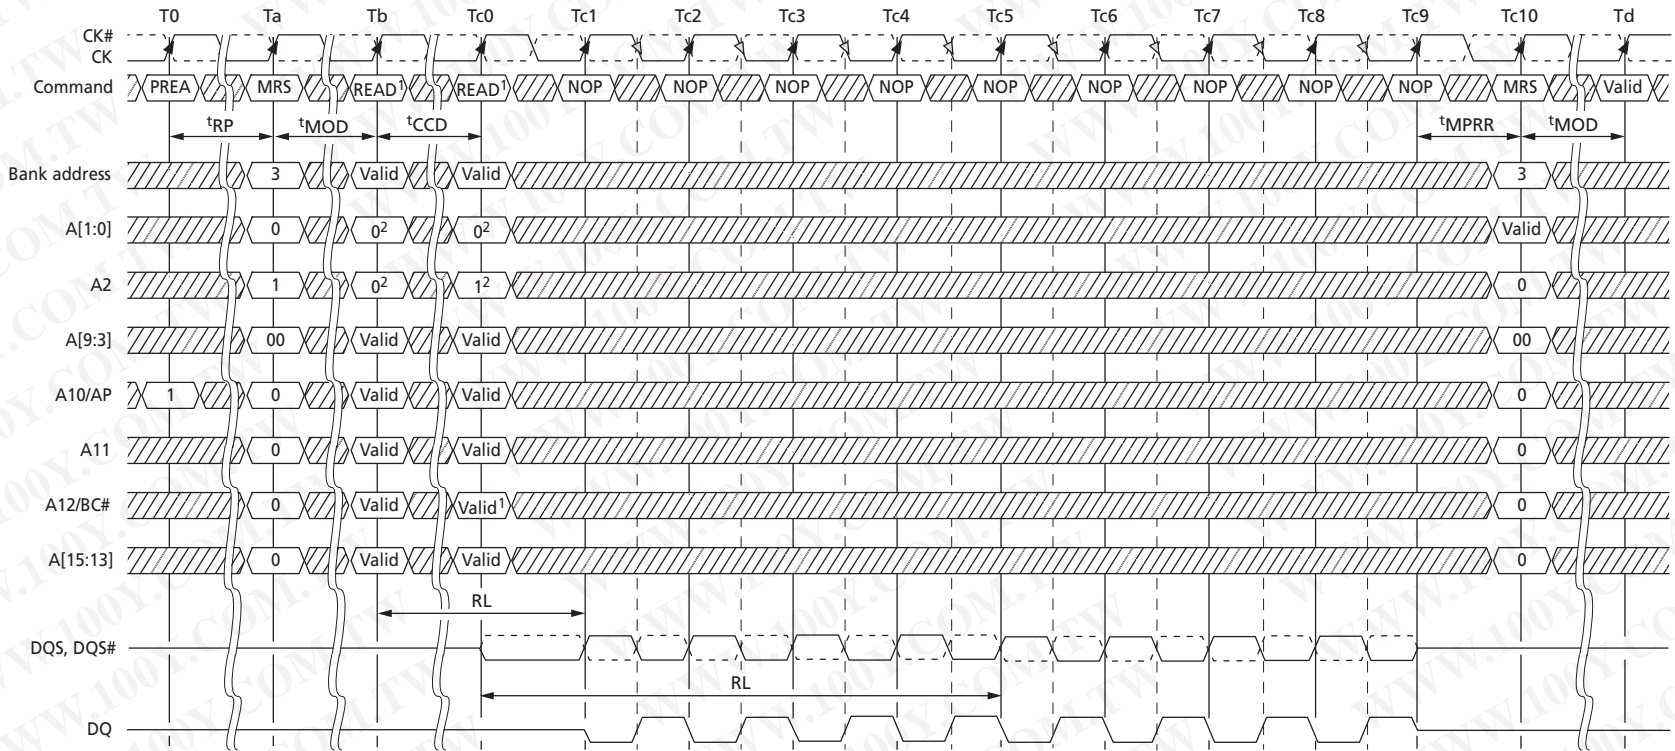 T0 Ta Tb Tc0 Tc1 Tc2 Tc3 Tc4 Tc5 Tc6 Tc7 Tc8 Tc9 Tc10 Td
CK#
CK
Command PREA MRS READ1 READ1 NOP NOP NOP NOP NOP NOP NOP NOP NOP MRS Valid
tRP tMOD tCCD tMPRR tMOD
Bank address 3 Valid Valid 3
A[1:0] 0 02 02 Valid
A2 1 02 12 0
A[9:3] 00 Valid Valid 00
A10/AP 1 0 Valid Valid 0
A11 0 Valid Valid 0
A12/BC# 0 Valid Valid1 0
A[15:13] 0 Valid Valid 0
RL
DQS, DQS#
RL
DQ
WWW.100Y.COM.TW